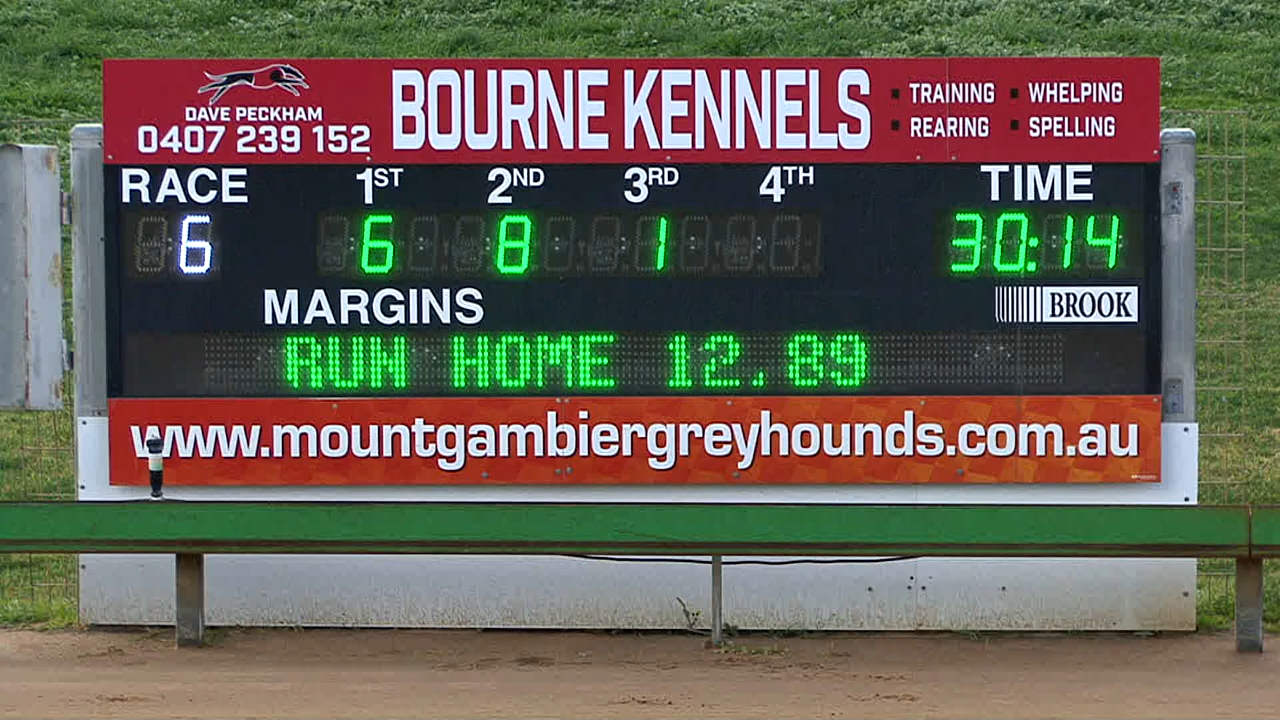 DAVE PECKHAM
0407 239 152
BOURNE KENNELS
TRAINING WHELPING
REARING SPELLING
RACE 1ST 2ND 3RD 4TH TIME
6 6 8 1 30:14
MARGINS
BROOK
RUN HOME 12.89
www.mountgambiergreyhounds.com.au